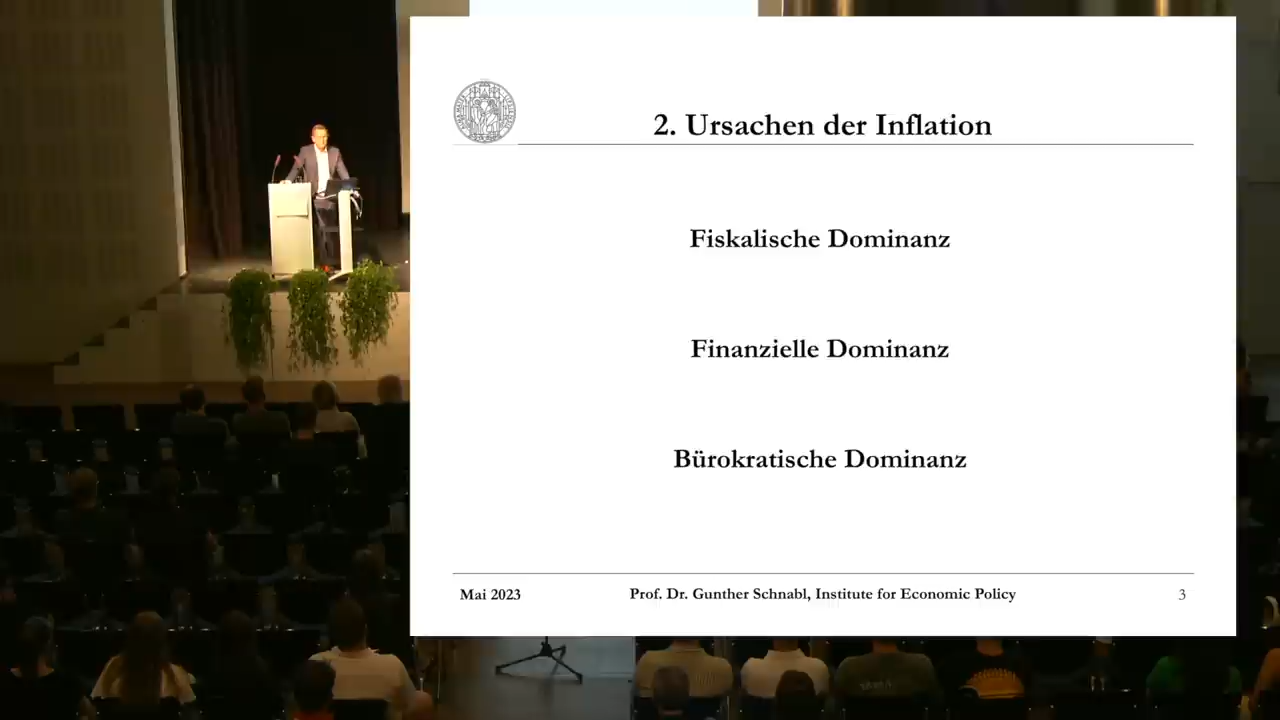 2. Ursachen der Inflation
Fiskalische Dominanz
Finanzielle Dominanz
Bürokratische Dominanz
Mai 2023
Prof. Dr. Gunther Schnabl, Institute for Economic Policy
3